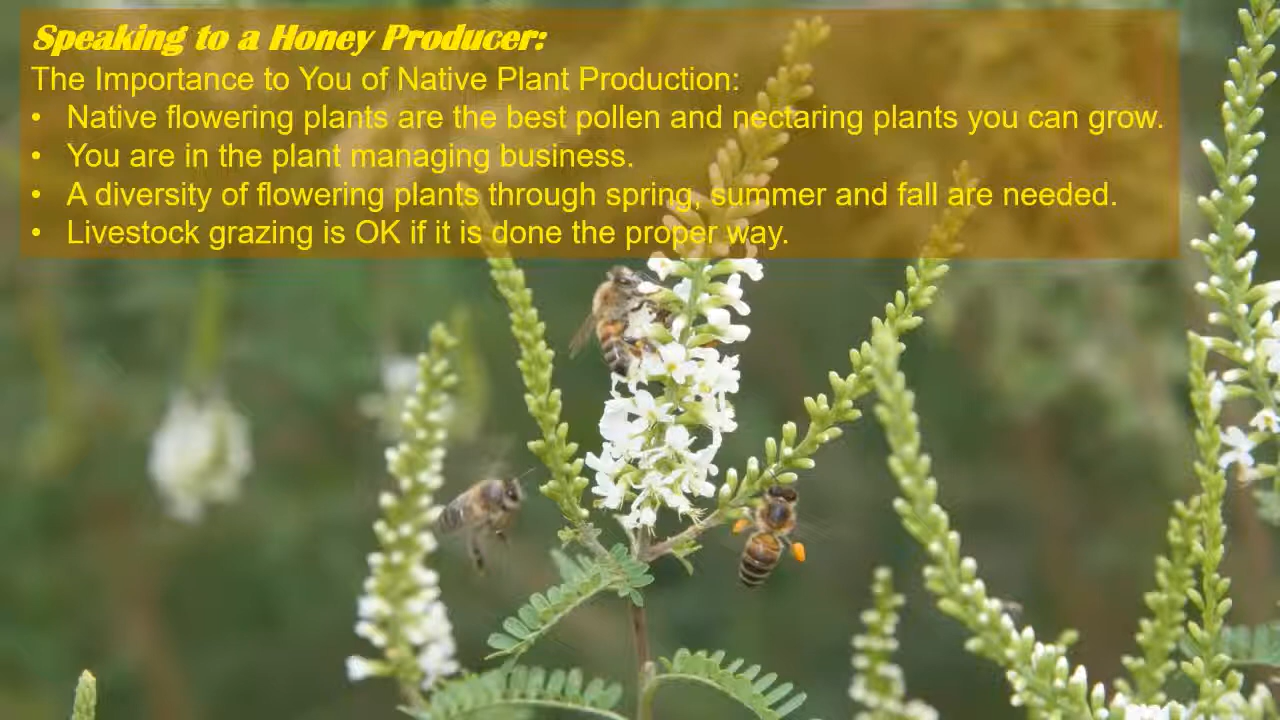 Speaking to a Honey Producer:
The Importance to You of Native Plant Production:
• Native flowering plants are the best pollen and nectaring plants you can grow.
• You are in the plant managing business.
• A diversity of flowering plants through spring, summer and fall are needed.
• Livestock grazing is OK if it is done the proper way.